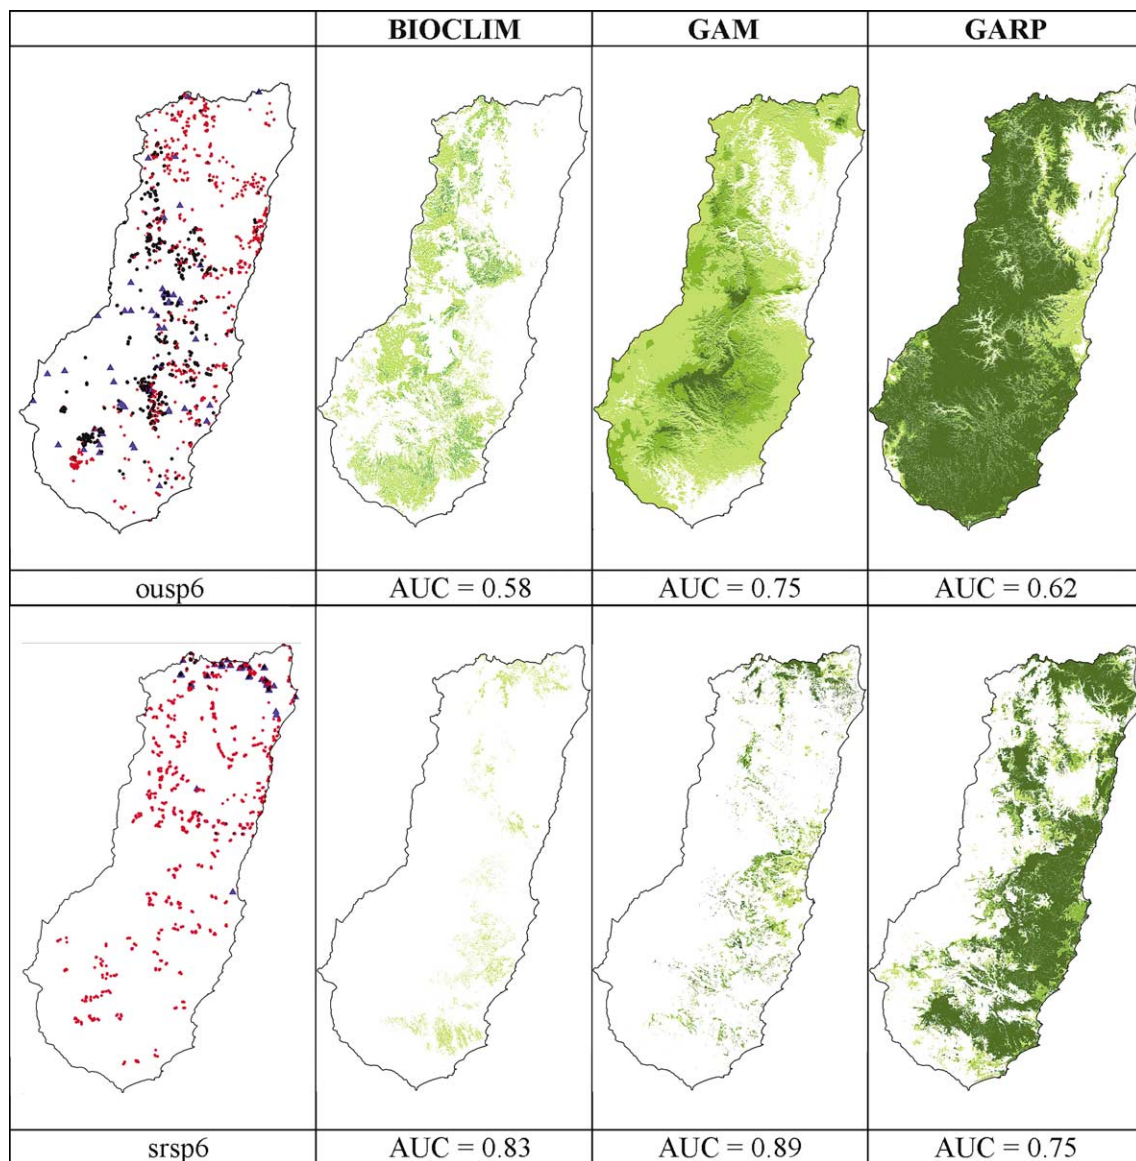 BIOCLIM GAM GARP
ousp6 AUC = 0.58 AUC = 0.75 AUC = 0.62
srsp6 AUC = 0.83 AUC = 0.89 AUC = 0.75